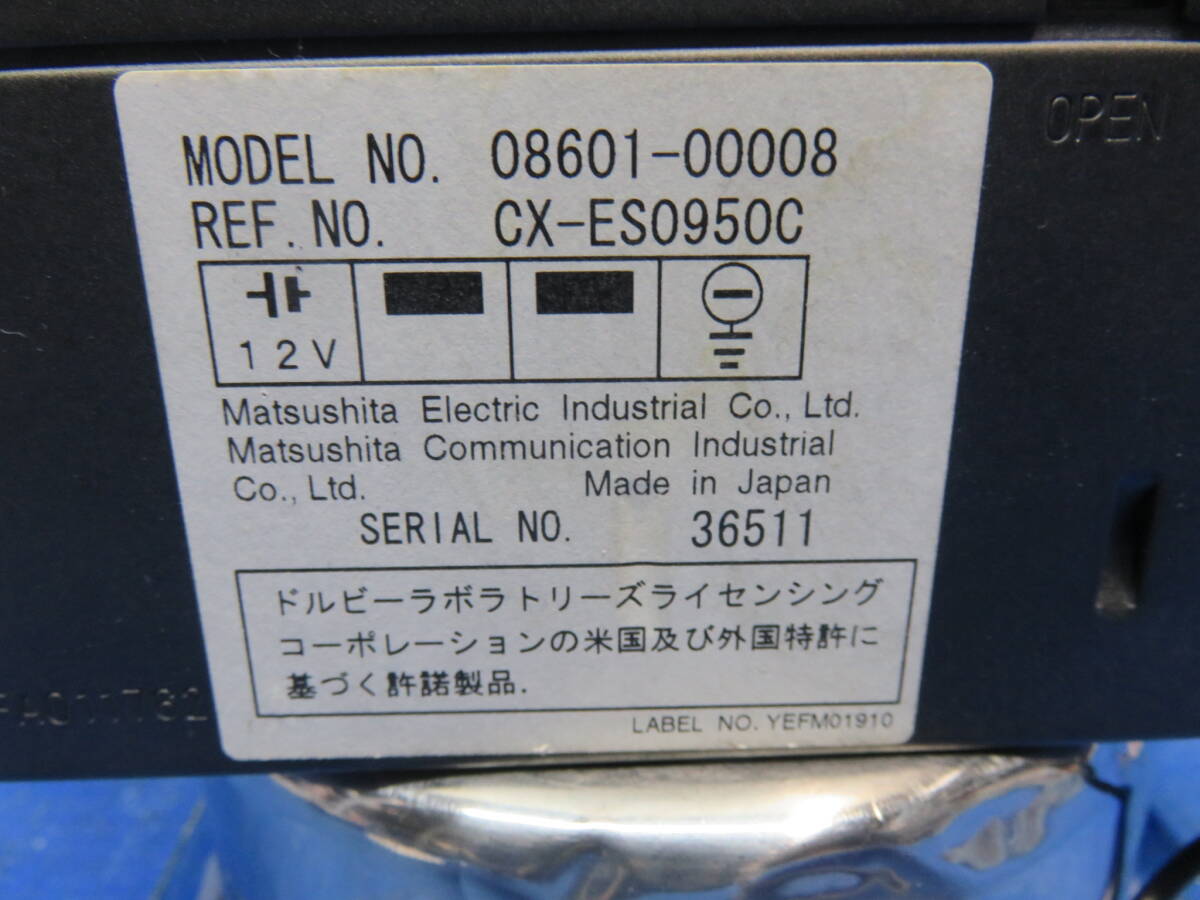 OPEN
MODEL NO. 08601-00008
REF. NO. CX-ES0950C
12V
Matsushita Electric Industrial Co., Ltd.
Matsushita Communication Industrial
Co., Ltd. Made in Japan
SERIAL NO. 36511
ドルビーラボラトリーズライセンシング
コーポレーションの米国及び外国特許に
基づく許諾製品.
LABEL NO. YEFM01910